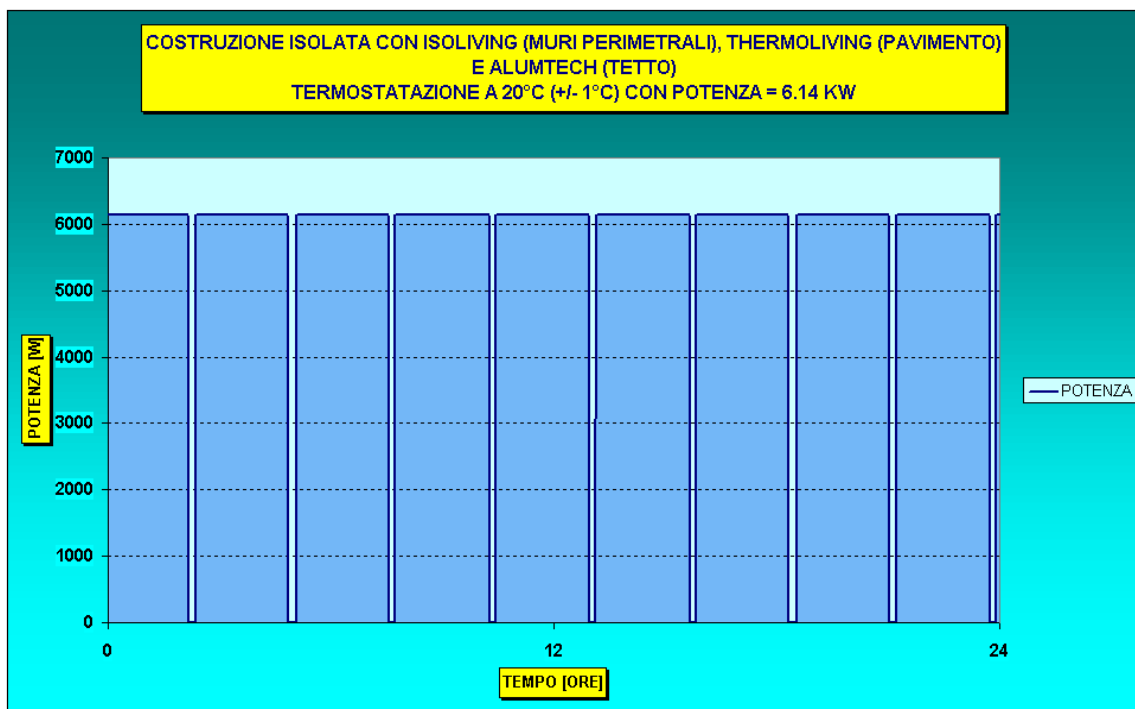 COSTRUZIONE ISOLATA CON ISOLIVING (MURI PERIMETRALI), THERMOLIVING (PAVIMENTO)
E ALUMTECH (TETTO)
TERMOSTATAZIONE A 20°C (+/- 1°C) CON POTENZA = 6.14 KW
7000
6000
5000
4000
3000
2000
1000
0
POTENZA [W]
0
12
24
TEMPO [ORE]
POTENZA